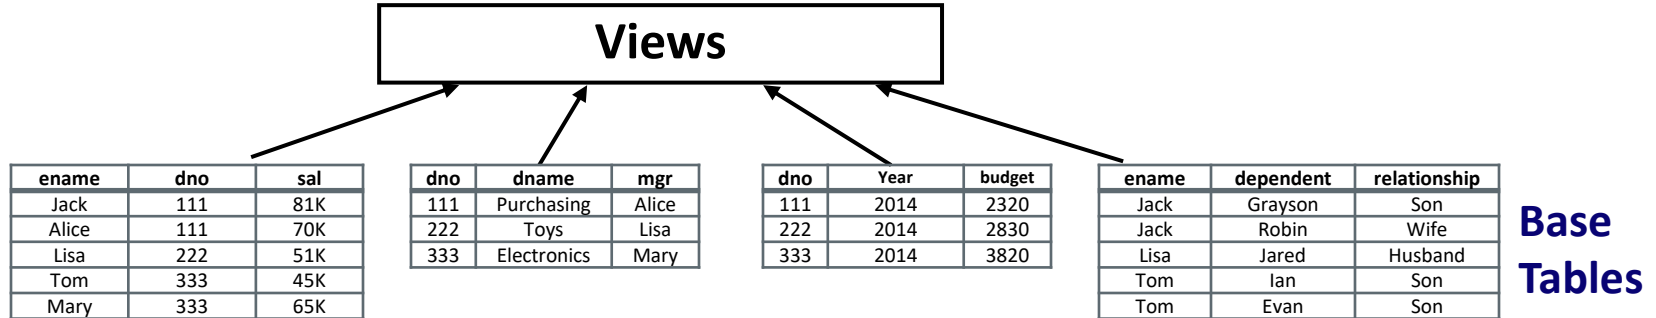 Views
ename dno sal
Jack 111 81K
Alice 111 70K
Lisa 222 51K
Tom 333 45K
Mary 333 65K
dno dname mgr
111 Purchasing Alice
222 Toys Lisa
333 Electronics Mary
dno Year budget
111 2014 2320
222 2014 2830
333 2014 3820
ename dependent relationship
Jack Grayson Son
Jack Robin Wife
Lisa Jared Husband
Tom Ian Son
Tom Evan Son
Base
Tables